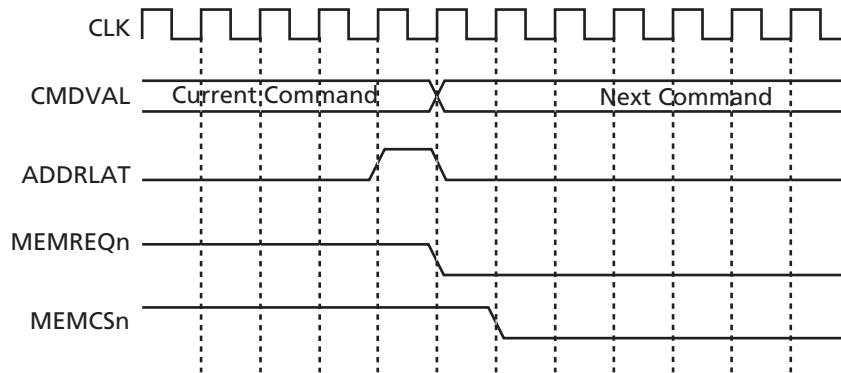 CLK
CMDVAL Current Command Next Command
ADDRLAT
MEMREQn
MEMCSn